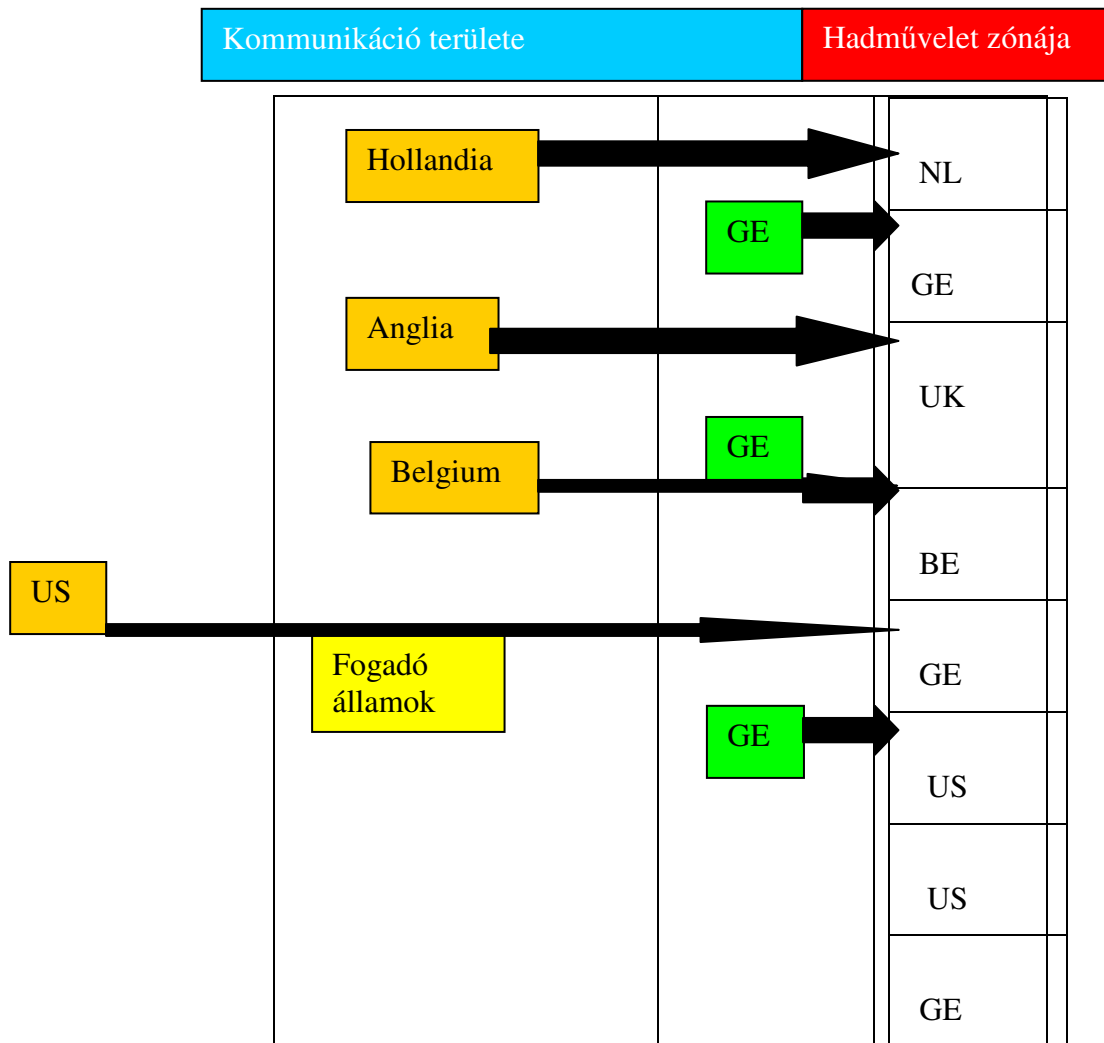 Kommunikáció területe
Hadművelet zónája
Hollandia
NL
GE
GE
Anglia
UK
GE
Belgium
BE
US
Fogadó
államok
GE
GE
US
US
GE